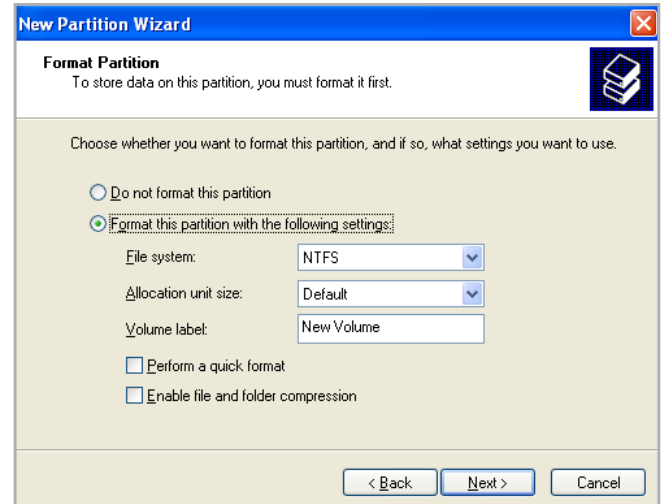 New Partition Wizard
Format Partition
To store data on this partition, you must format it first.
Choose whether you want to format this partition, and if so, what settings you want to use.
Do not format this partition
Format this partition with the following settings:
File system:
NTFS
Allocation unit size:
Default
Volume label:
New Volume
Perform a quick format
Enable file and folder compression
< Back
Next >
Cancel